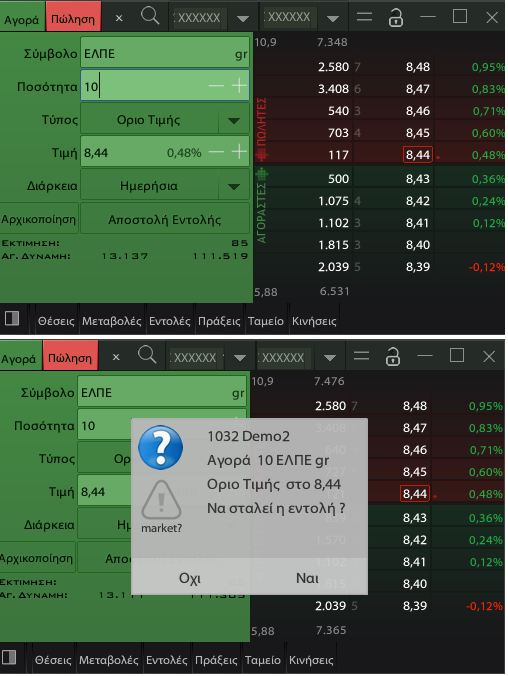 Αγορά Πώληση × XXXXXX XXXXXX
Σύμβολο ΕΛΠΕ gr
Ποσότητα 10
Τύπος Οριο Τιμής
Τιμή 8,44 0,48%
Διάρκεια Ημερήσια
Αρχικοποίηση Αποστολή Εντολής
ΕΚΤΙΜΗΣΗ: 85
ΑΓ.ΔΥΝΑΜΗ: 13.137 111.519
10,9 7.348
2.580 7 8,48 0,95%
3.408 6 8,47 0,83%
540 3 8,46 0,71%
703 4 8,45 0,60%
117 8,44 0,48%
500 8,43 0,36%
1.075 4 8,42 0,24%
1.102 3 8,41 0,12%
1.815 3 8,40
2.039 5 8,39 -0,12%
5,88 6.531
ΠΩΛΗΤΕΣ
ΑΓΟΡΑΣΤΕΣ
Θέσεις Μεταβολές Εντολές Πράξεις Ταμείο Κινήσεις
Αγορά Πώληση × XXXXXX XXXXXX
Σύμβολο ΕΛΠΕ gr
Ποσότητα 10
Τύπος
Τιμή 8,44
Διάρκεια
Αρχικοποίηση
ΕΚΤΙΜΗΣΗ:
ΑΓ.ΔΥΝΑΜΗ:
1032 Demo2
Αγορά 10 ΕΛΠΕ gr
Οριο Τιμής στο 8,44
Να σταλεί η εντολή ?
market?
Οχι Ναι
10,9 7.476
2.580 7 8,48 0,95%
8,47 0,83%
8,46 0,71%
8,45 0,60%
8,44 0,48%
8,43 0,36%
8,42 0,24%
8,41 0,12%
8,40
2.039 5 8,39 -0,12%
5,88 7.365
Θέσεις Μεταβολές Εντολές Πράξεις Ταμείο Κινήσεις